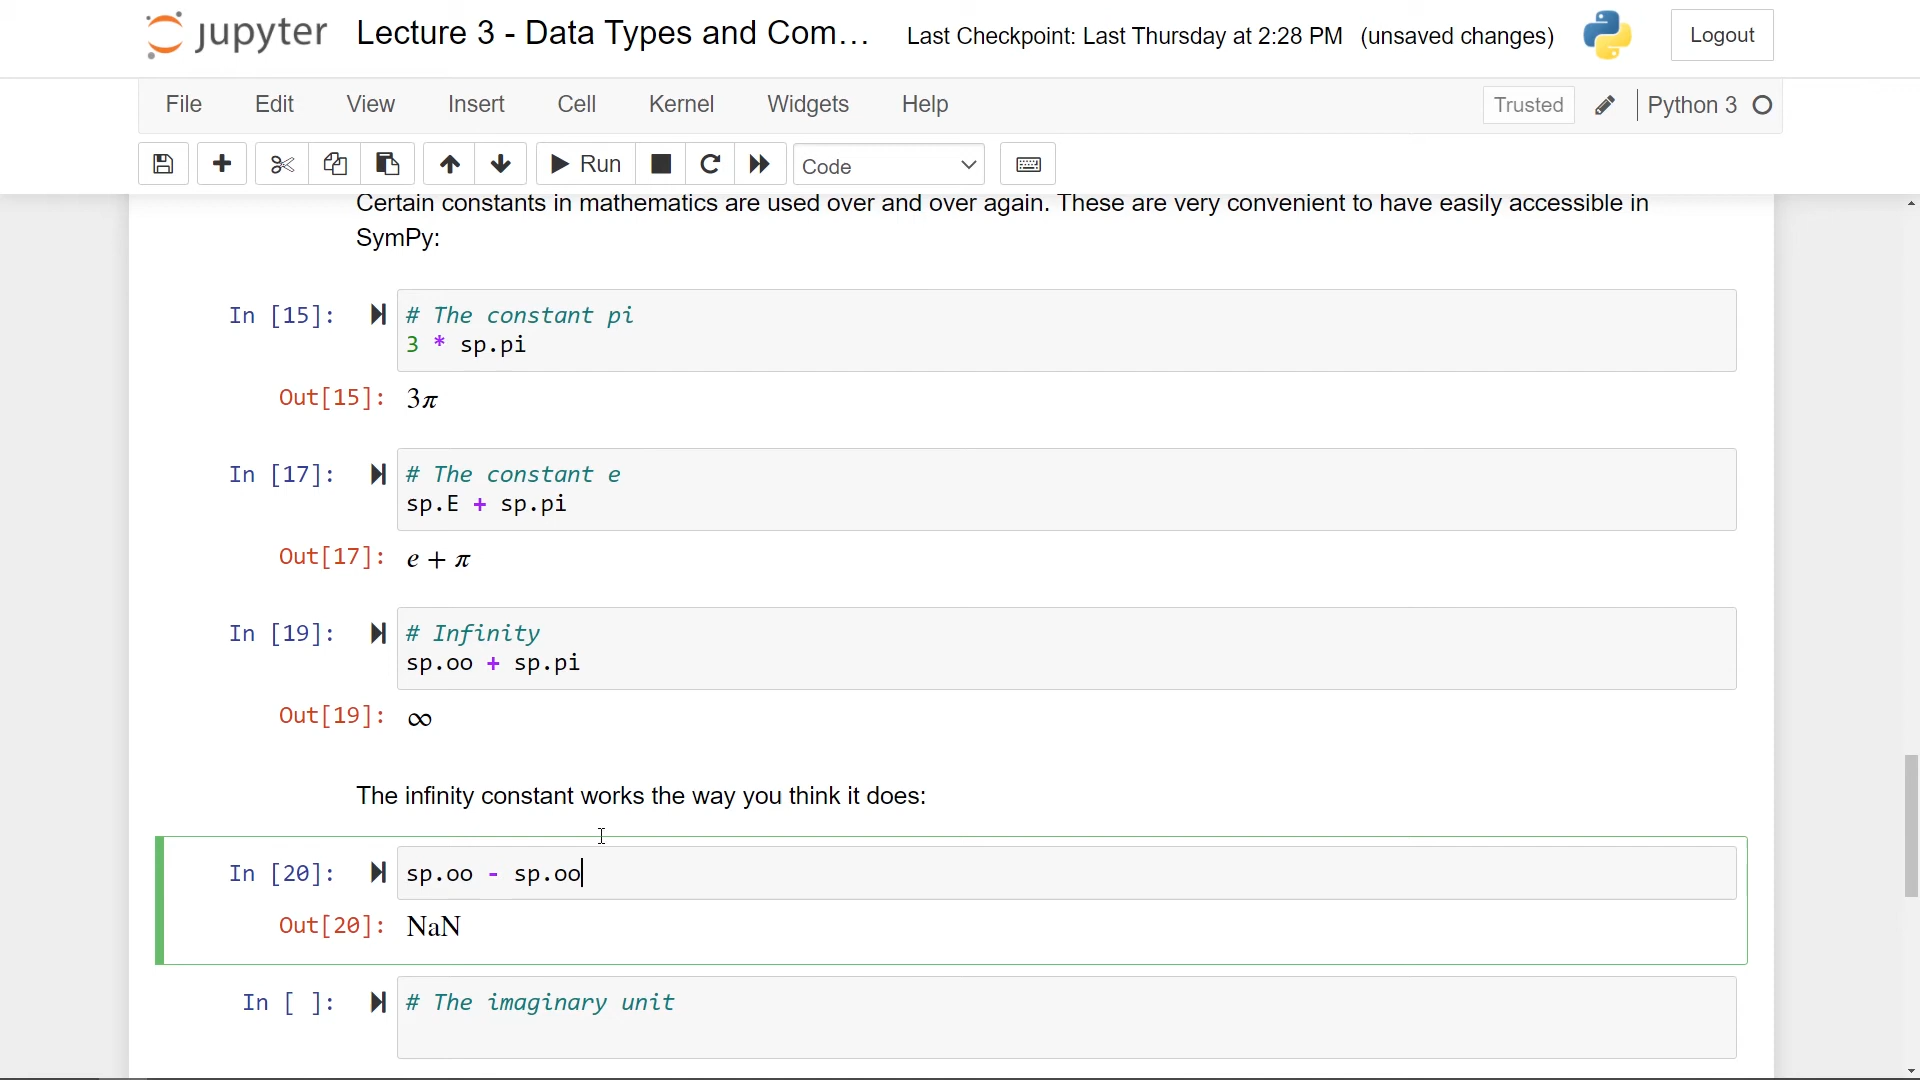 jupyter Lecture 3 - Data Types and Com... Last Checkpoint: Last Thursday at 2:28 PM (unsaved changes) Logout
File Edit View Insert Cell Kernel Widgets Help Trusted Python 3
Run Code
Certain constants in mathematics are used over and over again. These are very convenient to have easily accessible in
SymPy:
In [15]: # The constant pi
3 * sp.pi
Out[15]: 3π
In [17]: # The constant e
sp.E + sp.pi
Out[17]: e + π
In [19]: # Infinity
sp.oo + sp.pi
Out[19]: ∞
The infinity constant works the way you think it does:
In [20]: sp.oo - sp.oo
Out[20]: NaN
In [ ]: # The imaginary unit